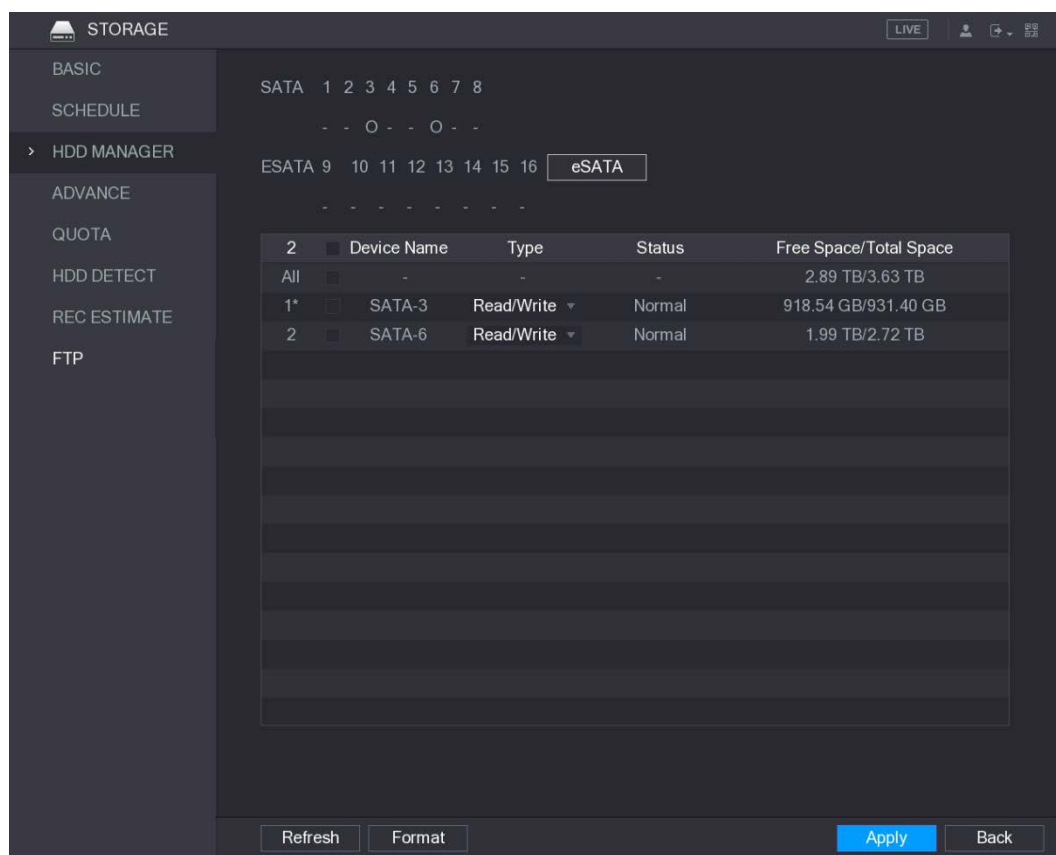 STORAGE LIVE
BASIC
SCHEDULE
> HDD MANAGER
ADVANCE
QUOTA
HDD DETECT
REC ESTIMATE
FTP
SATA 1 2 3 4 5 6 7 8
- - O - - O - -
ESATA 9 10 11 12 13 14 15 16 eSATA
- - - - - - - -
2 Device Name Type Status Free Space/Total Space
All - - - 2.89 TB/3.63 TB
1* SATA-3 Read/Write Normal 918.54 GB/931.40 GB
2 SATA-6 Read/Write Normal 1.99 TB/2.72 TB
Refresh Format Apply Back